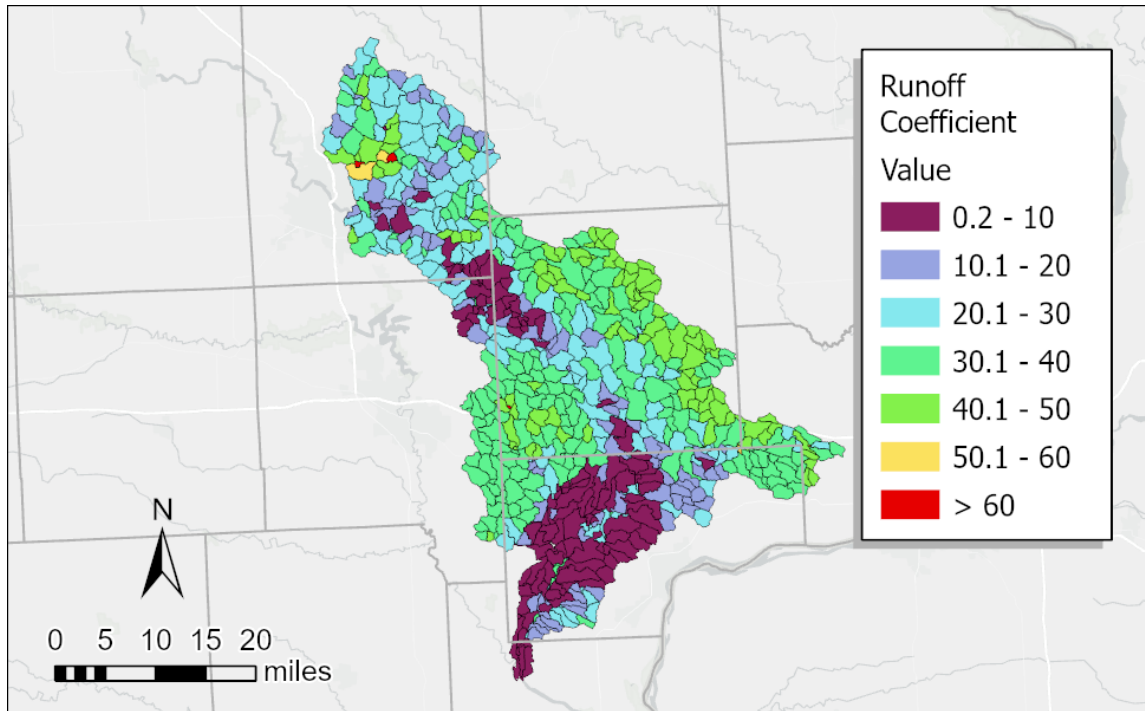 Runoff
Coefficient
Value
0.2 - 10
10.1 - 20
20.1 - 30
30.1 - 40
40.1 - 50
50.1 - 60
> 60
N
0 5 10 15 20
miles